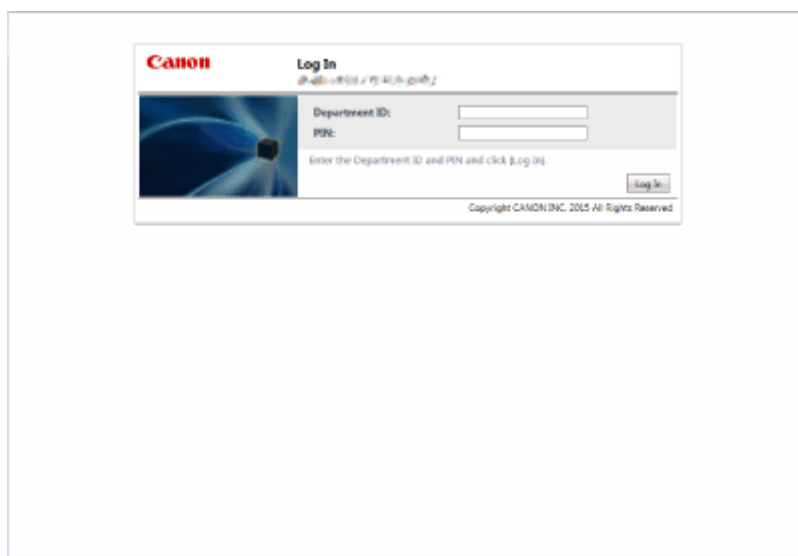 Canon
Log In
Department ID:
PIN:
Enter the Department ID and PIN and click [Log In].
Log In
Copyright CANON INC. 2015 All Rights Reserved